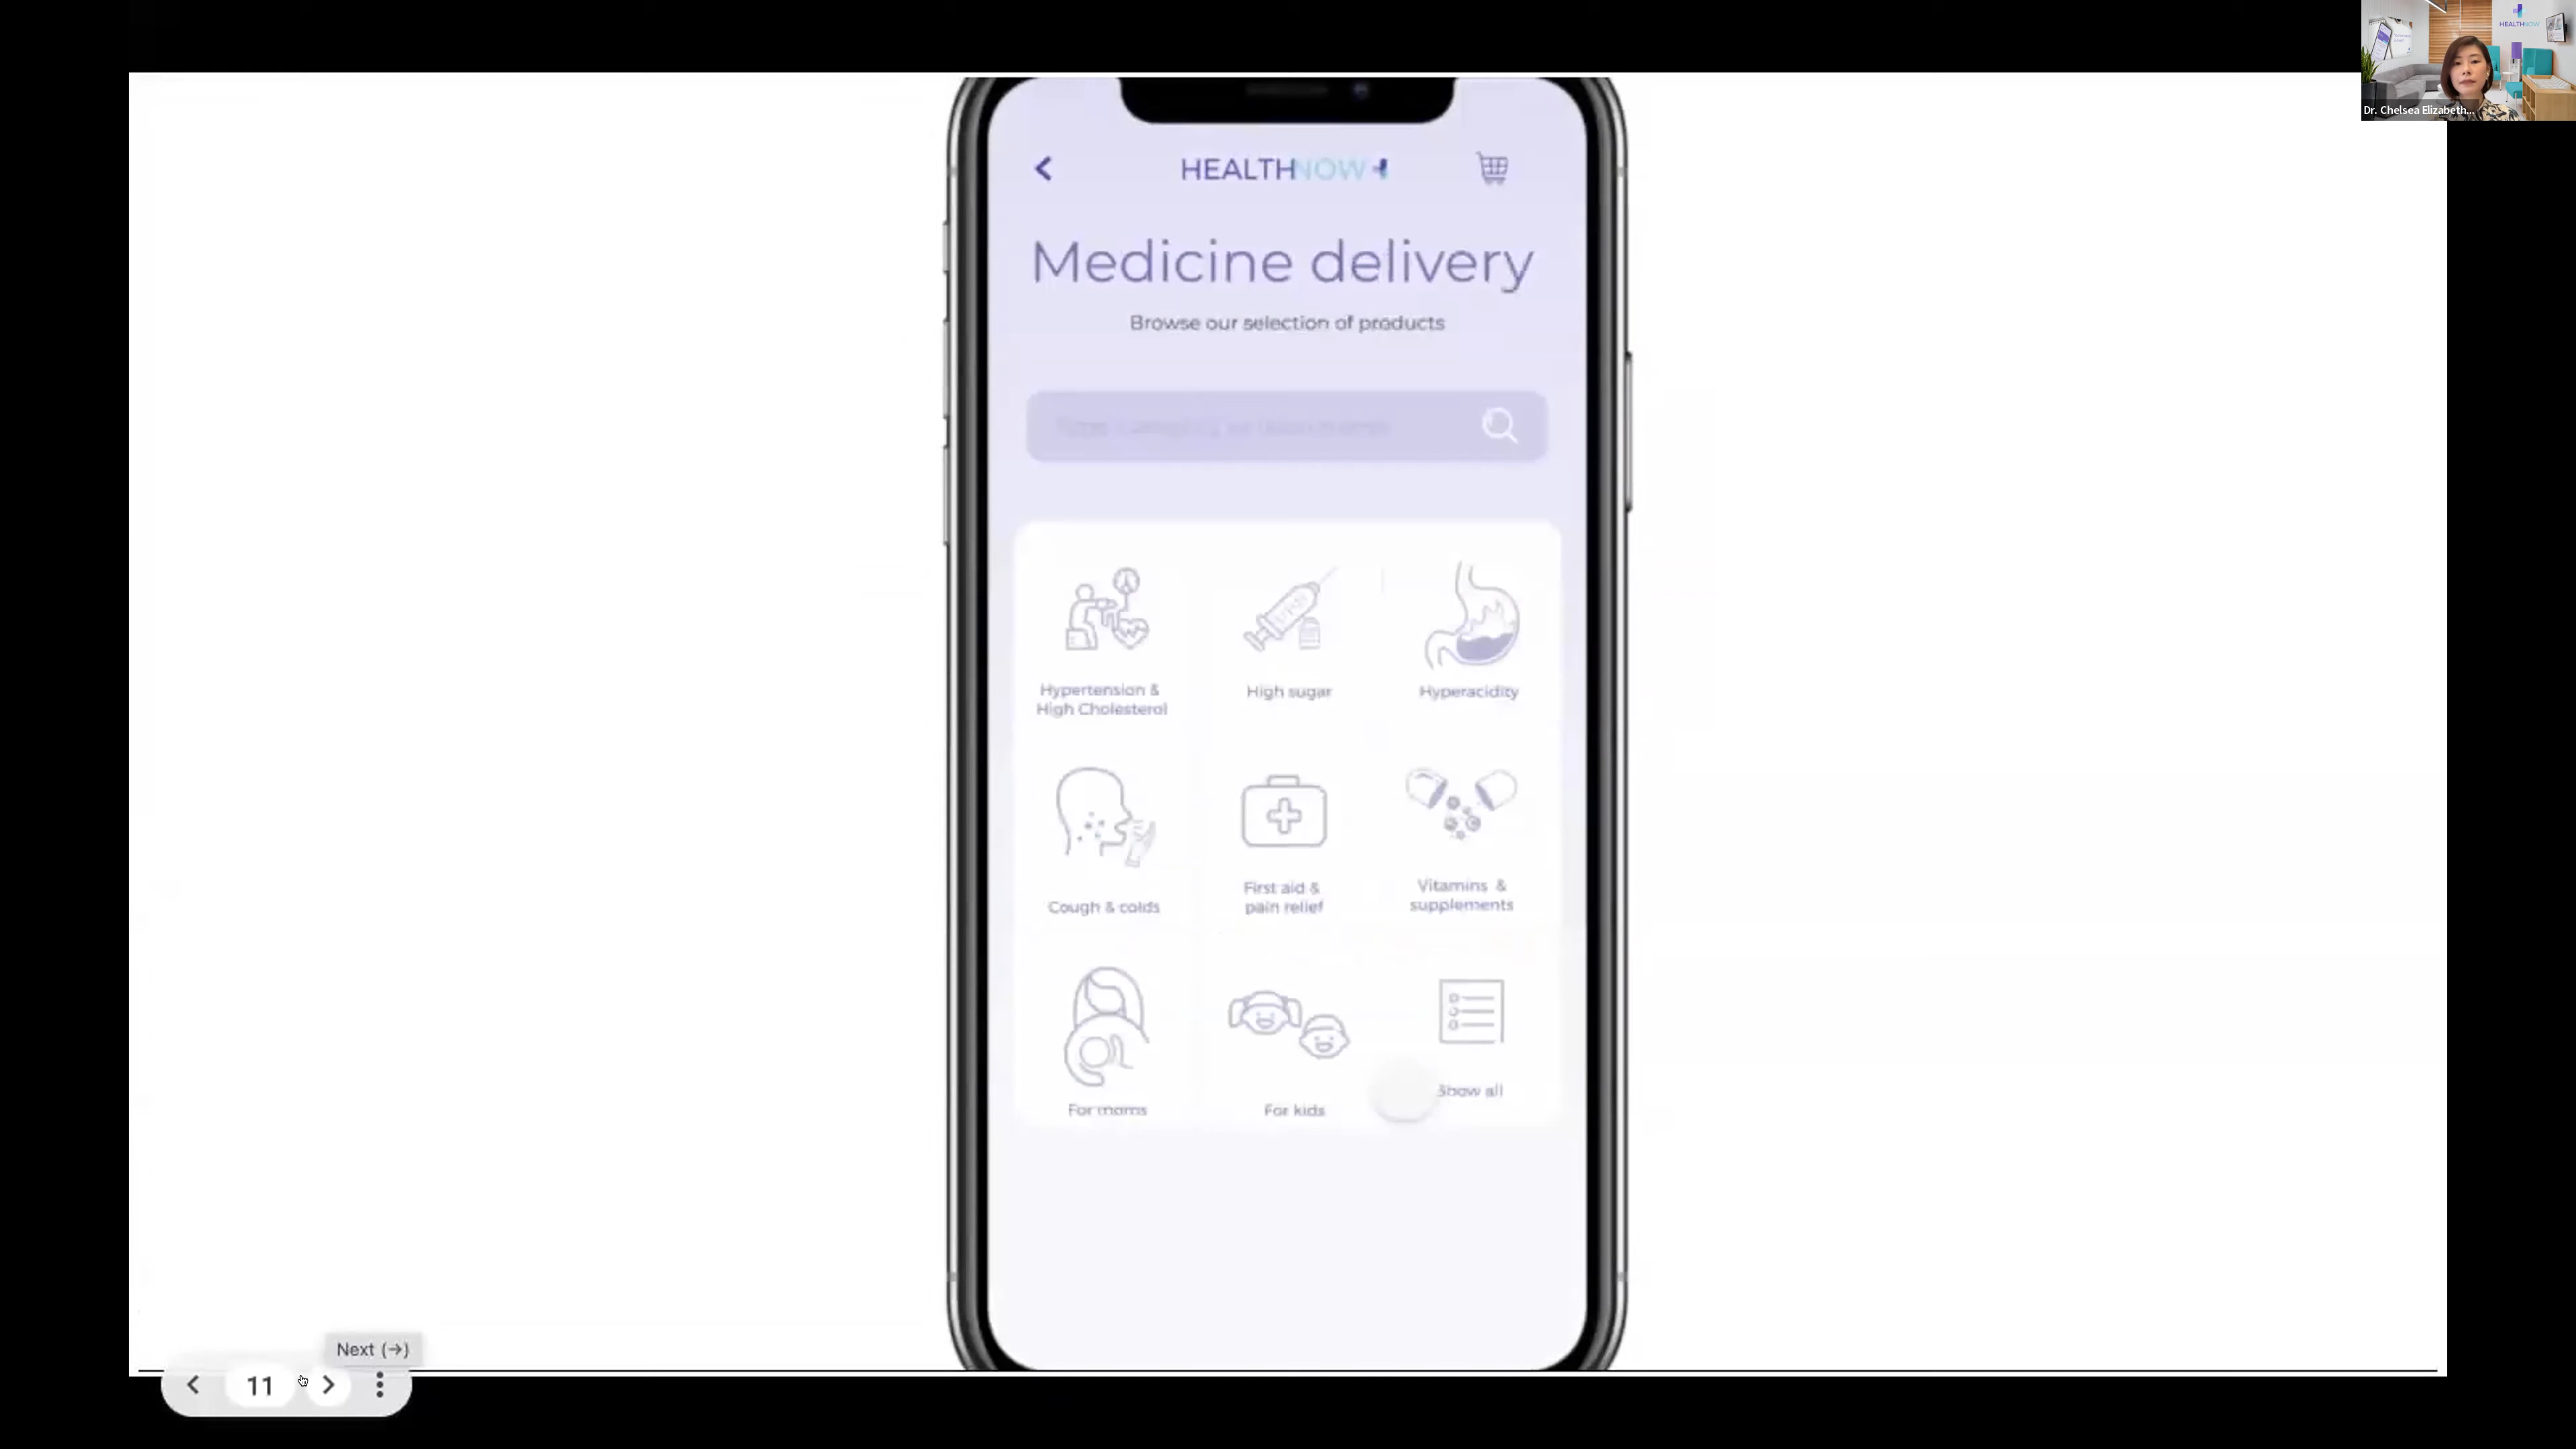 HEALTHNOW
Dr. Chelsea Elizabeth...
HEALTHNOW
Medicine delivery
Browse our selection of products
Hypertension &
High Cholesterol
High sugar
Hyperacidity
Cough & colds
First aid &
pain relief
Vitamins &
supplements
For moms
For kids
Show all
Next (→)
11